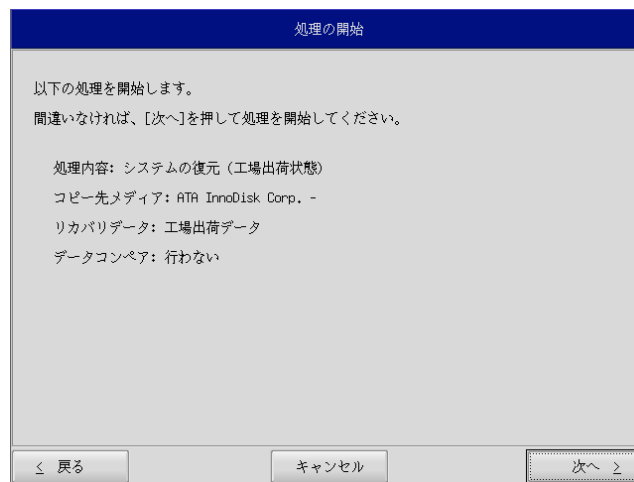 処理の開始
以下の処理を開始します。
間違いなければ、[次へ]を押して処理を開始してください。
処理内容: システムの復元 (工場出荷状態)
コピー先メディア: ATA InnoDisk Corp. -
リカバリデータ: 工場出荷データ
データコンペア: 行わない
< 戻る
キャンセル
次へ >